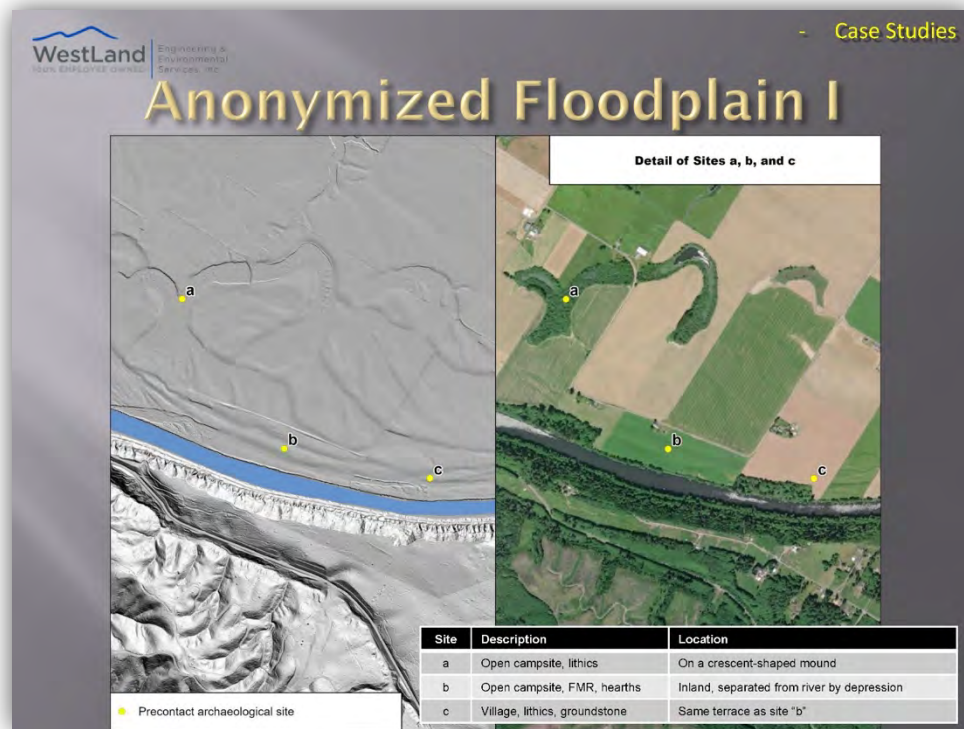 - Case Studies
WestLand
100% EMPLOYEE OWNED
Engineering &
Environmental
Services, Inc.
Anonymized Floodplain I
Detail of Sites a, b, and c
a
a
b
b
c
c
Site Description Location
a Open campsite, lithics On a crescent-shaped mound
b Open campsite, FMR, hearths Inland, separated from river by depression
c Village, lithics, groundstone Same terrace as site "b"
Precontact archaeological site